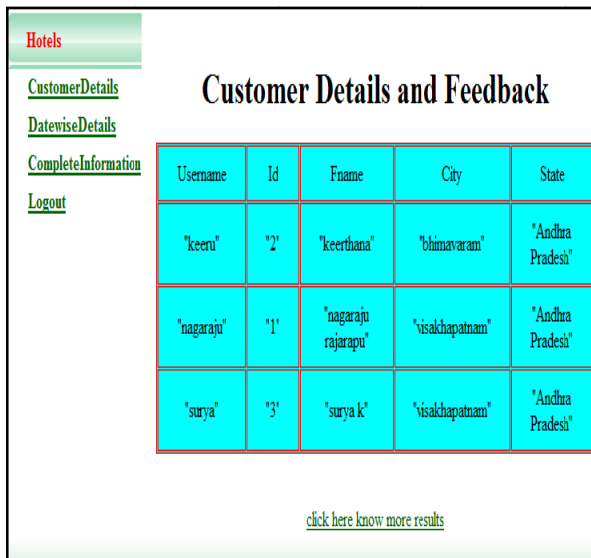 Hotels
CustomerDetails
DatewiseDetails
CompleteInformation
Logout
Customer Details and Feedback
Username Id Fname City State
"keeru" "2" "keerthana" "bhimavaram" "Andhra
Pradesh"
"nagaraju" "1" "nagaraju
rajarapu" "visakhapatnam" "Andhra
Pradesh"
"surya" "3" "surya k" "visakhapatnam" "Andhra
Pradesh"
click here know more results